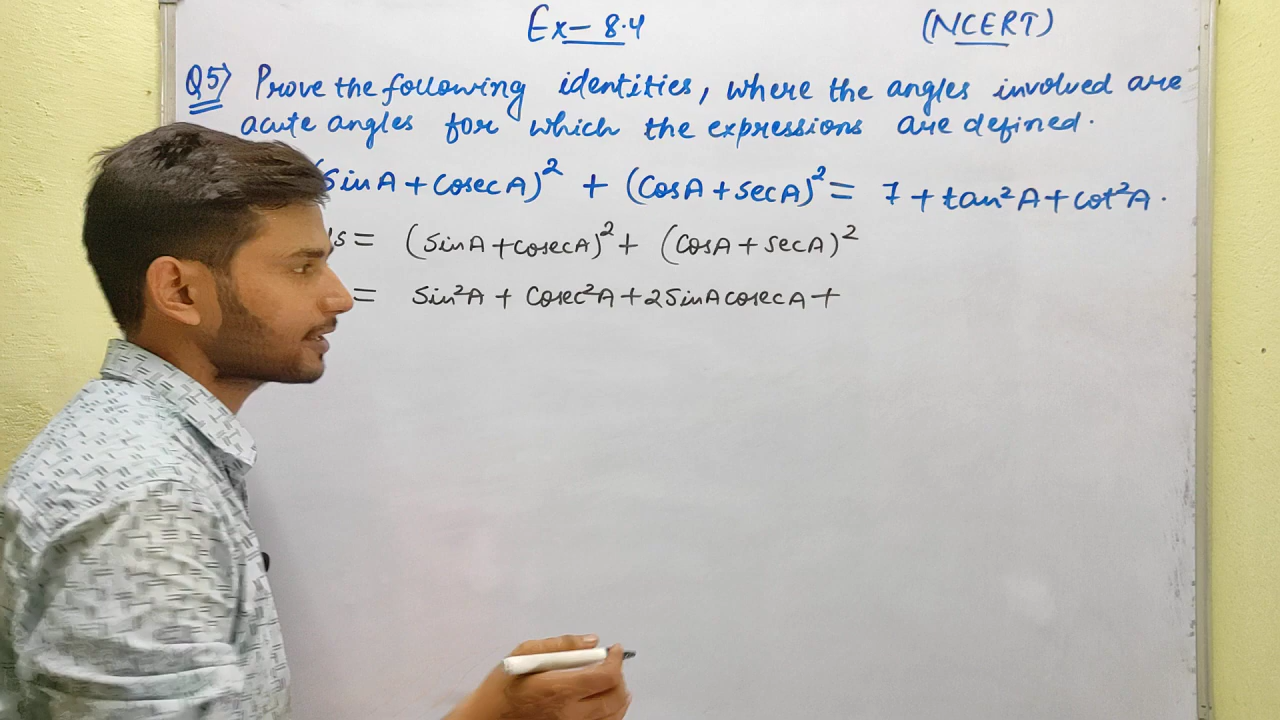 Ex- 8.4 (NCERT)
Q5) Prove the following identities, where the angles involved are
acute angles for which the expressions are defined.
SinA + CosecA)² + (CosA + secA)² = 7 + tan²A + cot²A.
= (SinA + cosecA)² + (CosA + secA)²
= Sin²A + Cosec²A + 2SinAcosecA +